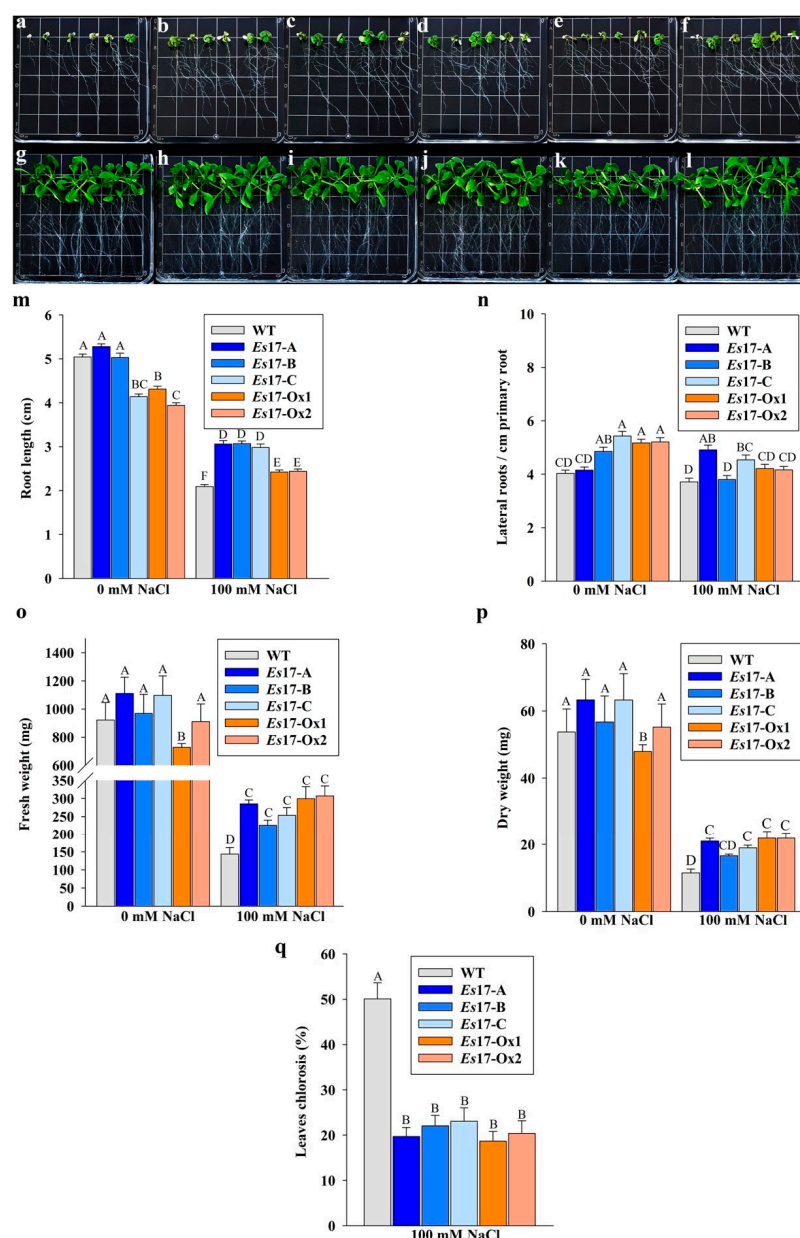 a b c d e f
g h i j k l
m
Root length (cm)
6
5
4
3
2
1
0
A A A BC B C
F D D D E E
0 mM NaCl 100 mM NaCl
WT
Es17-A
Es17-B
Es17-C
Es17-Ox1
Es17-Ox2
n
Lateral roots / cm primary root
10
8
6
4
2
0
CD CD AB A A A
CD AB D BC CD CD
0 mM NaCl 100 mM NaCl
WT
Es17-A
Es17-B
Es17-C
Es17-Ox1
Es17-Ox2
o
Fresh weight (mg)
1400
1200
1000
800
600
350
300
250
200
150
100
50
0
A A A A B A
D C C C C C
0 mM NaCl 100 mM NaCl
WT
Es17-A
Es17-B
Es17-C
Es17-Ox1
Es17-Ox2
p
Dry weight (mg)
80
60
40
20
0
A A A A B A
D C CD C C C
0 mM NaCl 100 mM NaCl
WT
Es17-A
Es17-B
Es17-C
Es17-Ox1
Es17-Ox2
q
Leaves chlorosis (%)
60
50
40
30
20
10
0
A B B B B B
100 mM NaCl
WT
Es17-A
Es17-B
Es17-C
Es17-Ox1
Es17-Ox2